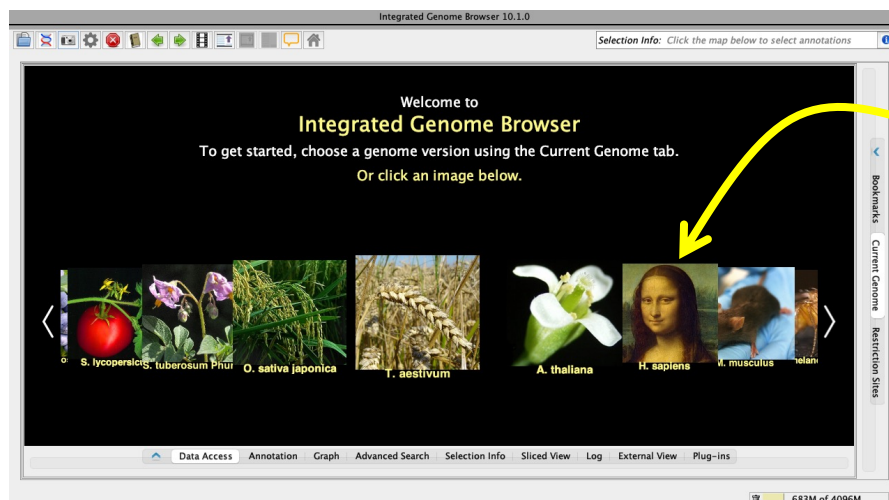 Integrated Genome Browser 10.1.0
Selection Info: Click the map below to select annotations
Welcome to
Integrated Genome Browser
To get started, choose a genome version using the Current Genome tab.
Or click an image below.
S. lycopersic
S. tuberosum Phur
O. sativa japonica
T. aestivum
A. thaliana
H. sapiens
M. musculus
Bookmarks
Current Genome
Restriction Sites
Data Access Annotation Graph Advanced Search Selection Info Sliced View Log External View Plug-ins
683M of 4096M